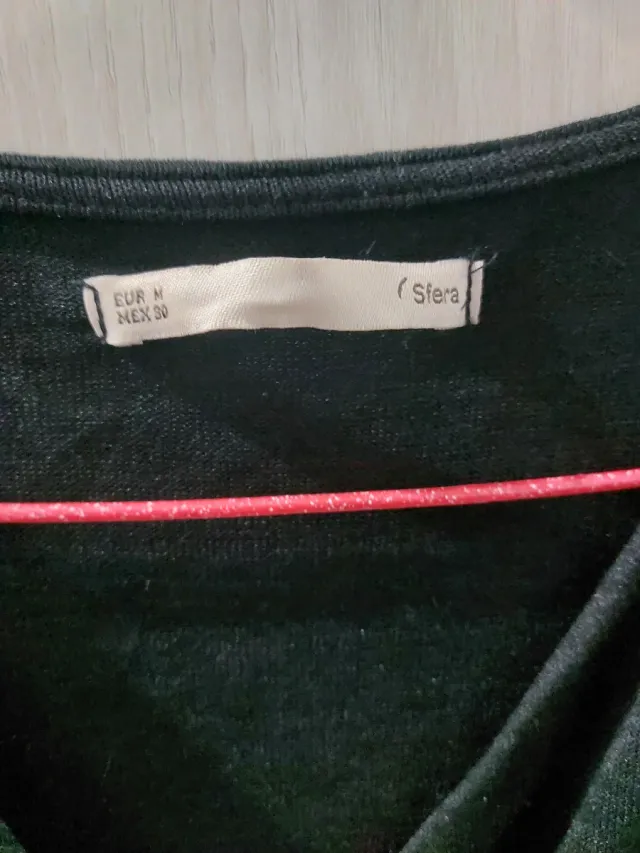 EUR M
MEX 30
( Sfera )